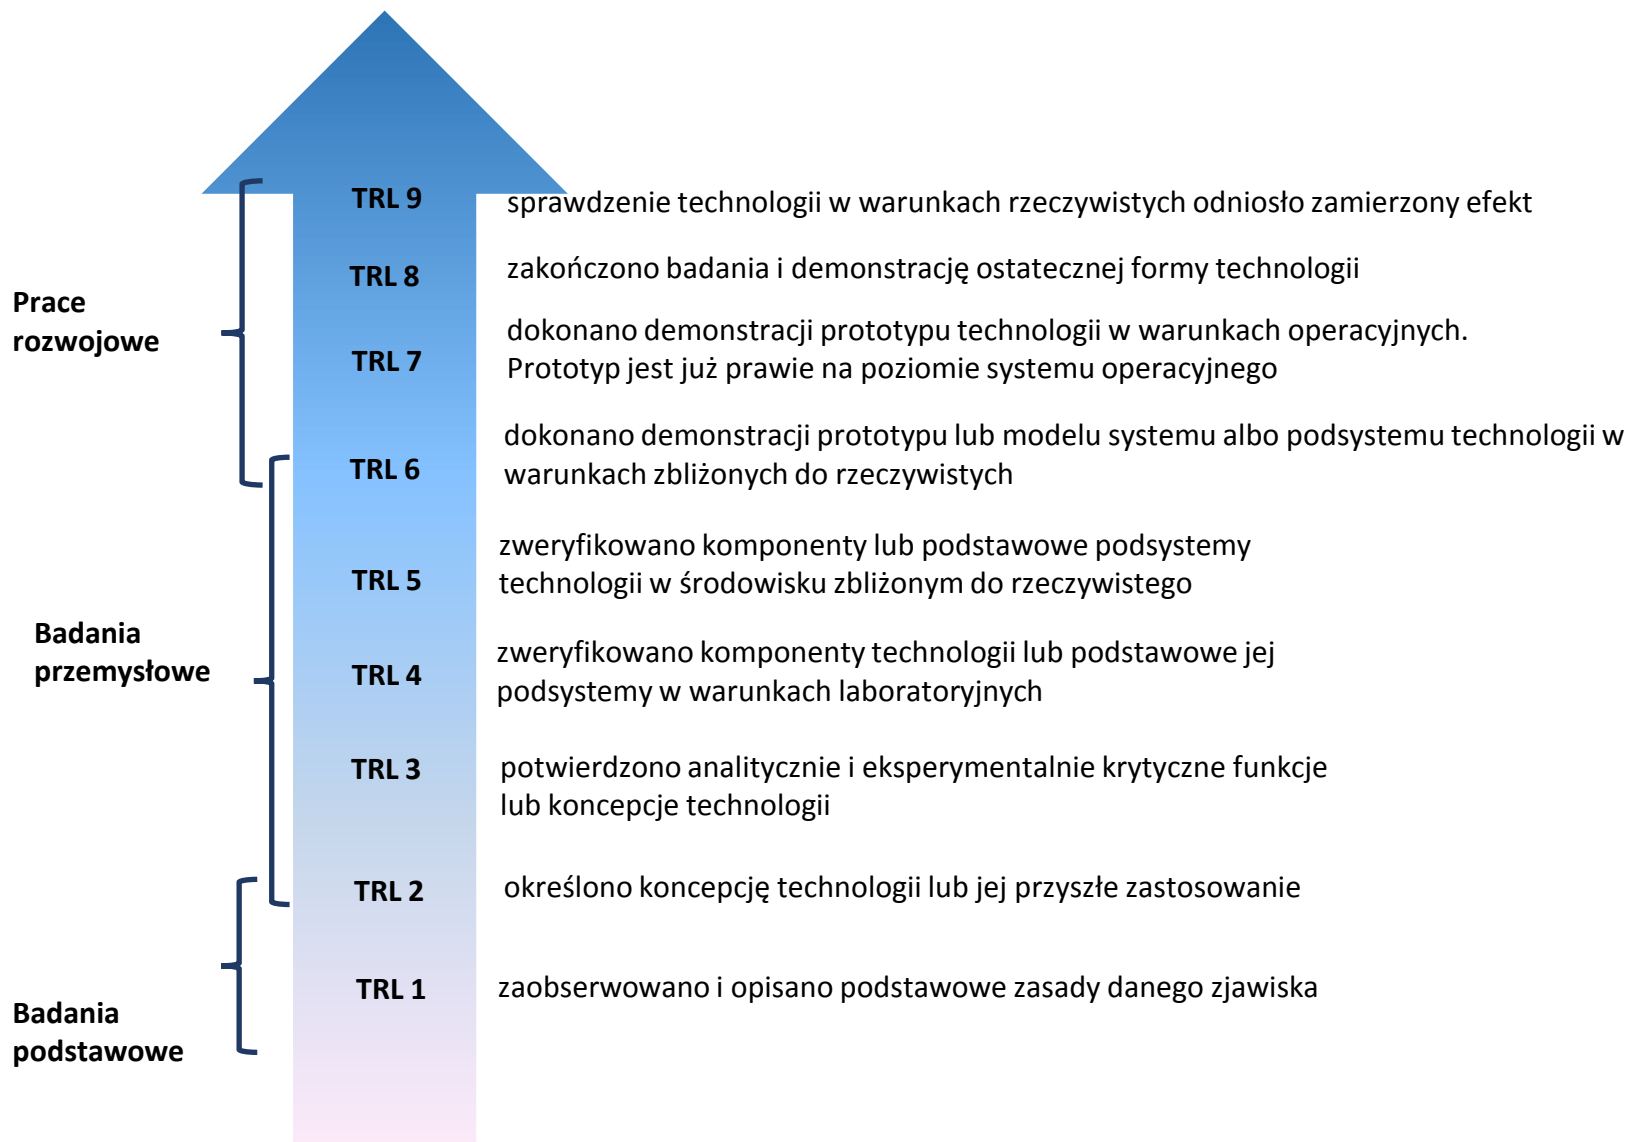 TRL 9
sprawdzenie technologii w warunkach rzeczywistych odniosło zamierzony efekt
TRL 8
zakończono badania i demonstrację ostatecznej formy technologii
Prace
rozwojowe
TRL 7
dokonano demonstracji prototypu technologii w warunkach operacyjnych.
Prototyp jest już prawie na poziomie systemu operacyjnego
TRL 6
dokonano demonstracji prototypu lub modelu systemu albo podsystemu technologii w
warunkach zbliżonych do rzeczywistych
TRL 5
zweryfikowano komponenty lub podstawowe podsystemy
technologii w środowisku zbliżonym do rzeczywistego
Badania
przemysłowe
TRL 4
zweryfikowano komponenty technologii lub podstawowe jej
podsystemy w warunkach laboratoryjnych
TRL 3
potwierdzono analitycznie i eksperymentalnie krytyczne funkcje
lub koncepcje technologii
TRL 2
określono koncepcję technologii lub jej przyszłe zastosowanie
TRL 1
zaobserwowano i opisano podstawowe zasady danego zjawiska
Badania
podstawowe